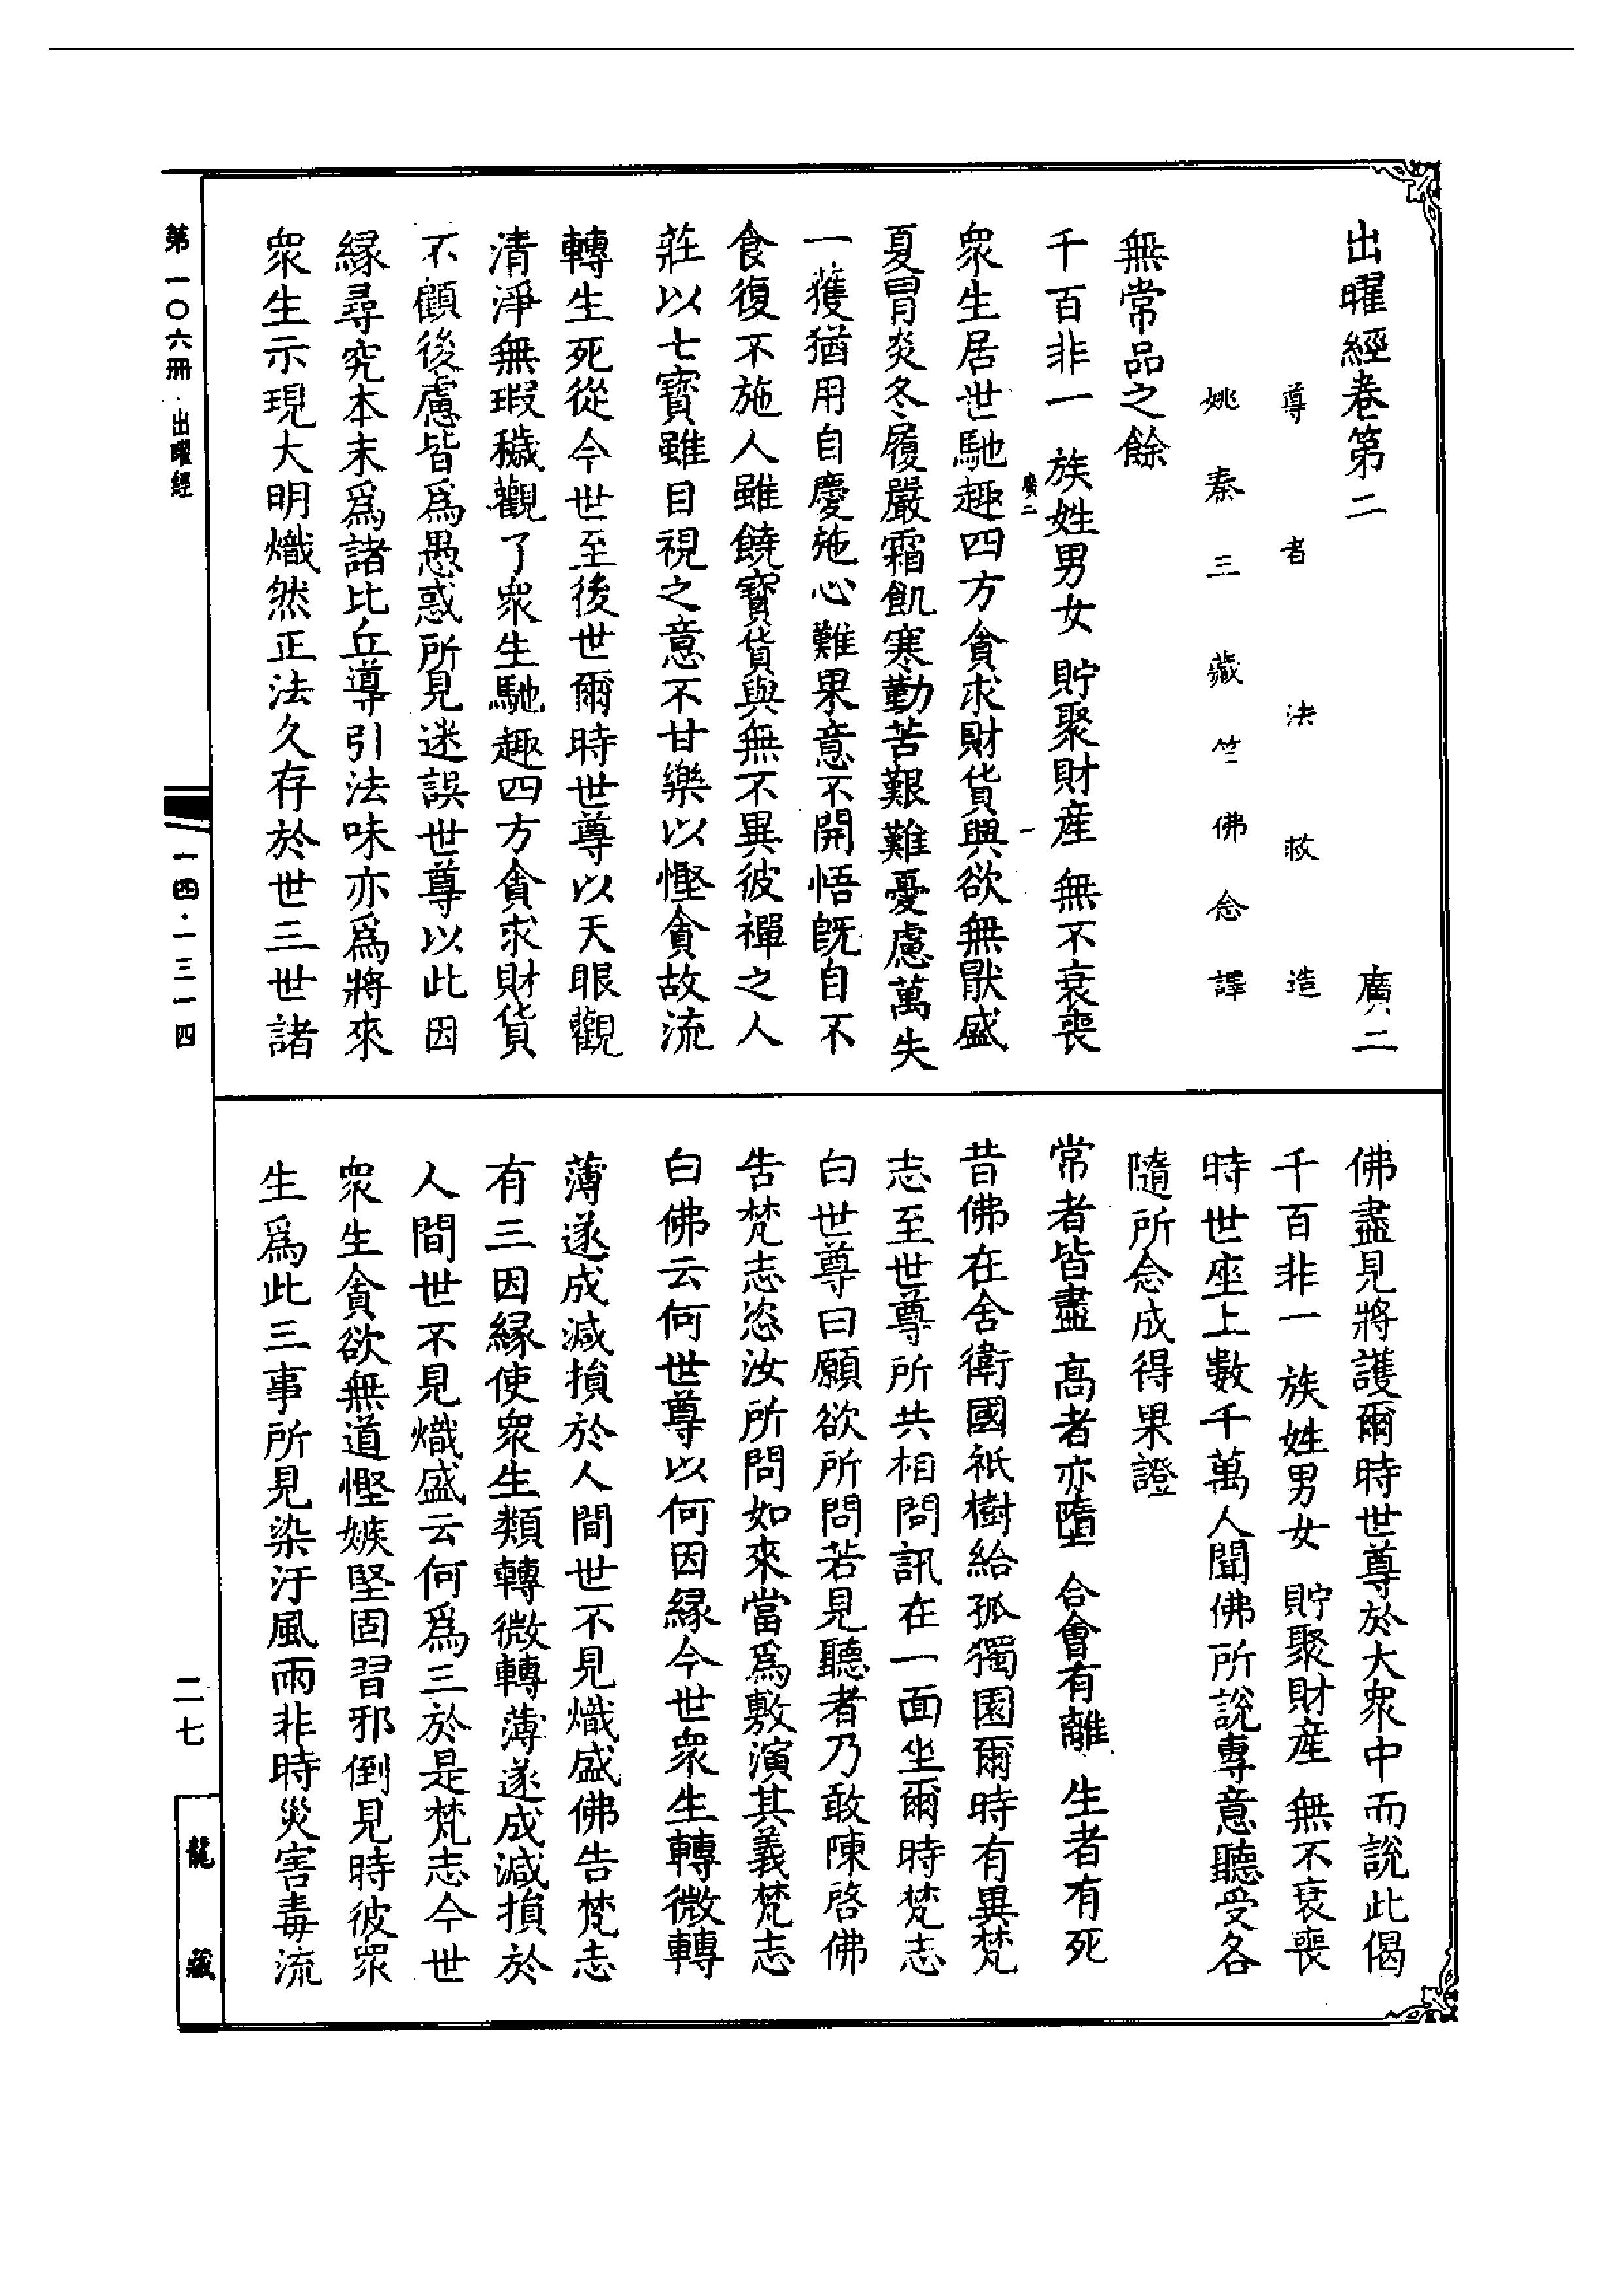 出曜經卷第二　廣二
尊者法救造
姚秦三藏竺佛念譯
無常品之餘
千百非一　族姓男女　貯聚財產　無不衰喪
廣二　一
衆生居世馳趣四方貪求財貨與欲無猒盛
夏冐炎冬履嚴霜飢寒勤苦艱難憂慮萬失
一獲猶用自慶施心難果意不開悟旣自不
食復不施人雖饒寶貨與無不異彼禪之人
莊以七寶雖目視之意不甘樂以慳貪故流
轉生死從今世至後世爾時世尊以天眼觀
清淨無瑕穢觀了衆生馳趣四方貪求財貨
不顧後慮皆爲愚惑所見迷誤世尊以此因
緣尋究本末爲諸比丘導引法味亦爲將來
衆生示現大明熾然正法久存於世三世諸
佛盡見將護爾時世尊於大衆中而說此偈
千百非一　族姓男女　貯聚財產　無不衰喪
時世座上數千萬人聞佛所說專意聽受各
隨所念成得果證
常者皆盡　高者亦墮　合會有離　生者有死
昔佛在舍衛國祇樹給孤獨園爾時有異梵
志至世尊所共相問訊在一面坐爾時梵志
白世尊曰願欲所問若見聽者乃敢陳啓佛
告梵志恣汝所問如來當爲敷演其義梵志
白佛云何世尊以何因緣今世衆生轉微轉
薄遂成減損於人間世不見熾盛佛告梵志
有三因緣使衆生類轉微轉薄遂成減損於
人間世不見熾盛云何爲三於是梵志今世
衆生貪欲無道慳嫉堅固習邪倒見時彼衆
生爲此三事所見染汙風雨非時災害毒流
第一〇六冊　出曜經
一四·一三一四
二七
龍藏